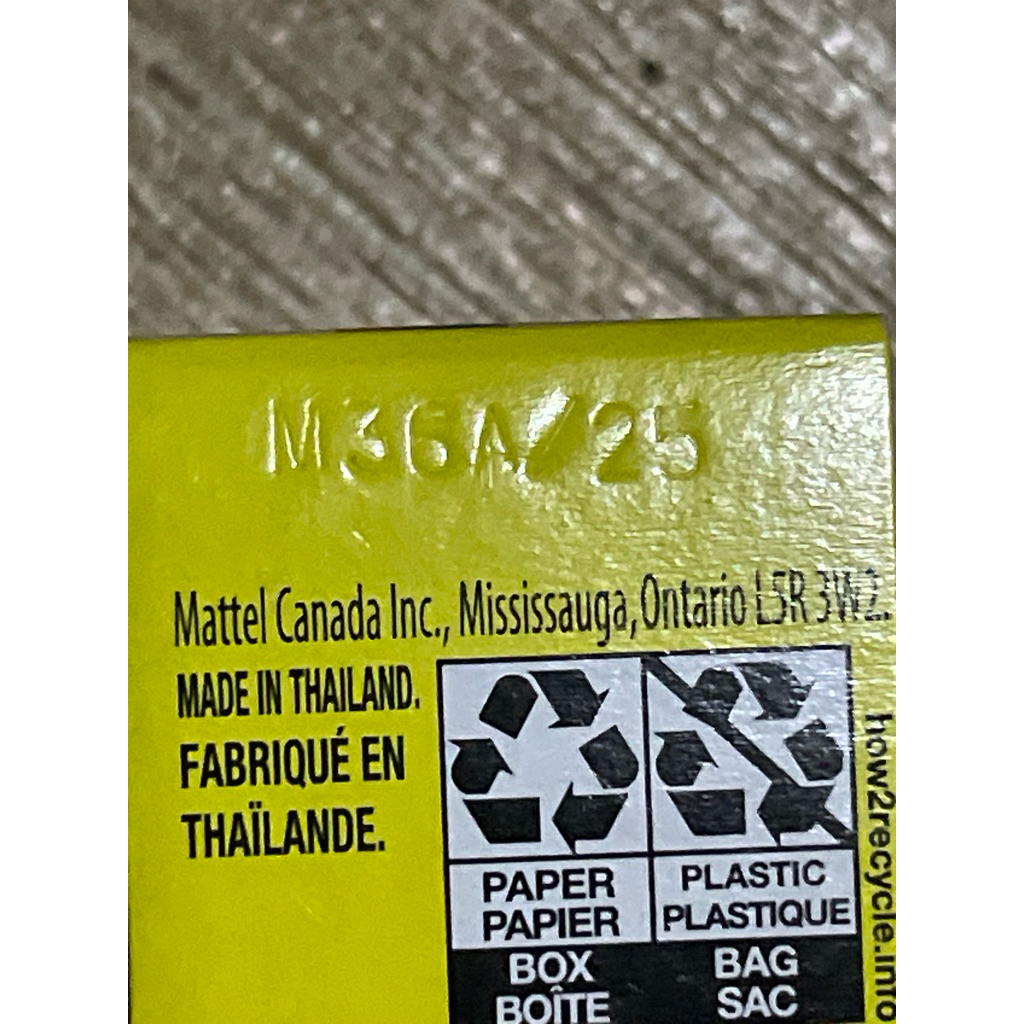 M36A/25
Mattel Canada Inc., Mississauga, Ontario L5R 3W2.
MADE IN THAILAND.
FABRIQUÉ EN
THAÏLANDE.
PAPER
PAPIER
BOX
BOÎTE
PLASTIC
PLASTIQUE
BAG
SAC
how2recycle.info